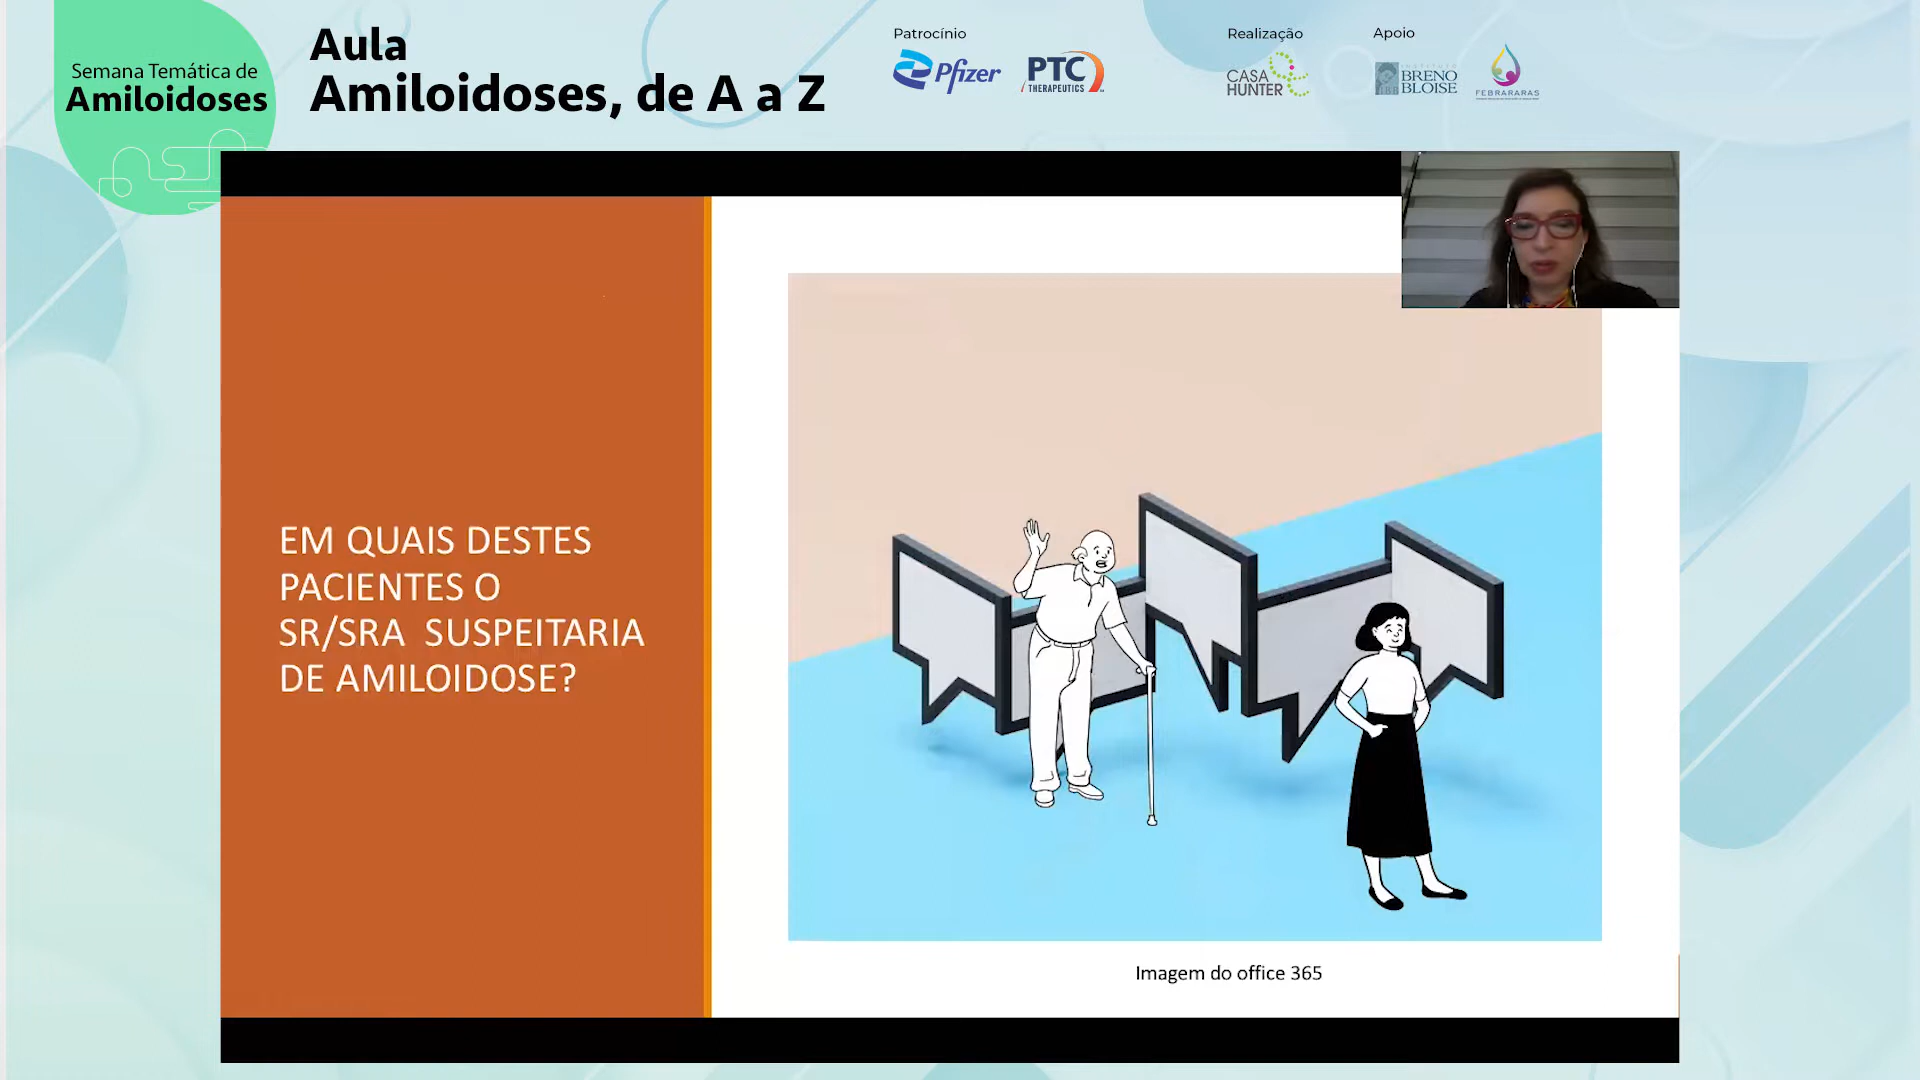 Semana Temática de
Amiloidoses
Aula
Amiloidoses, de A a Z
Patrocínio
Pfizer
PTC
THERAPEUTICS
Realização
CASA
HUNTER
Apoio
INSTITUTO
BRENO
BLOISE
FEBRARARAS
EM QUAIS DESTES
PACIENTES O
SR/SRA SUSPEITARIA
DE AMILOIDOSE?
Imagem do office 365